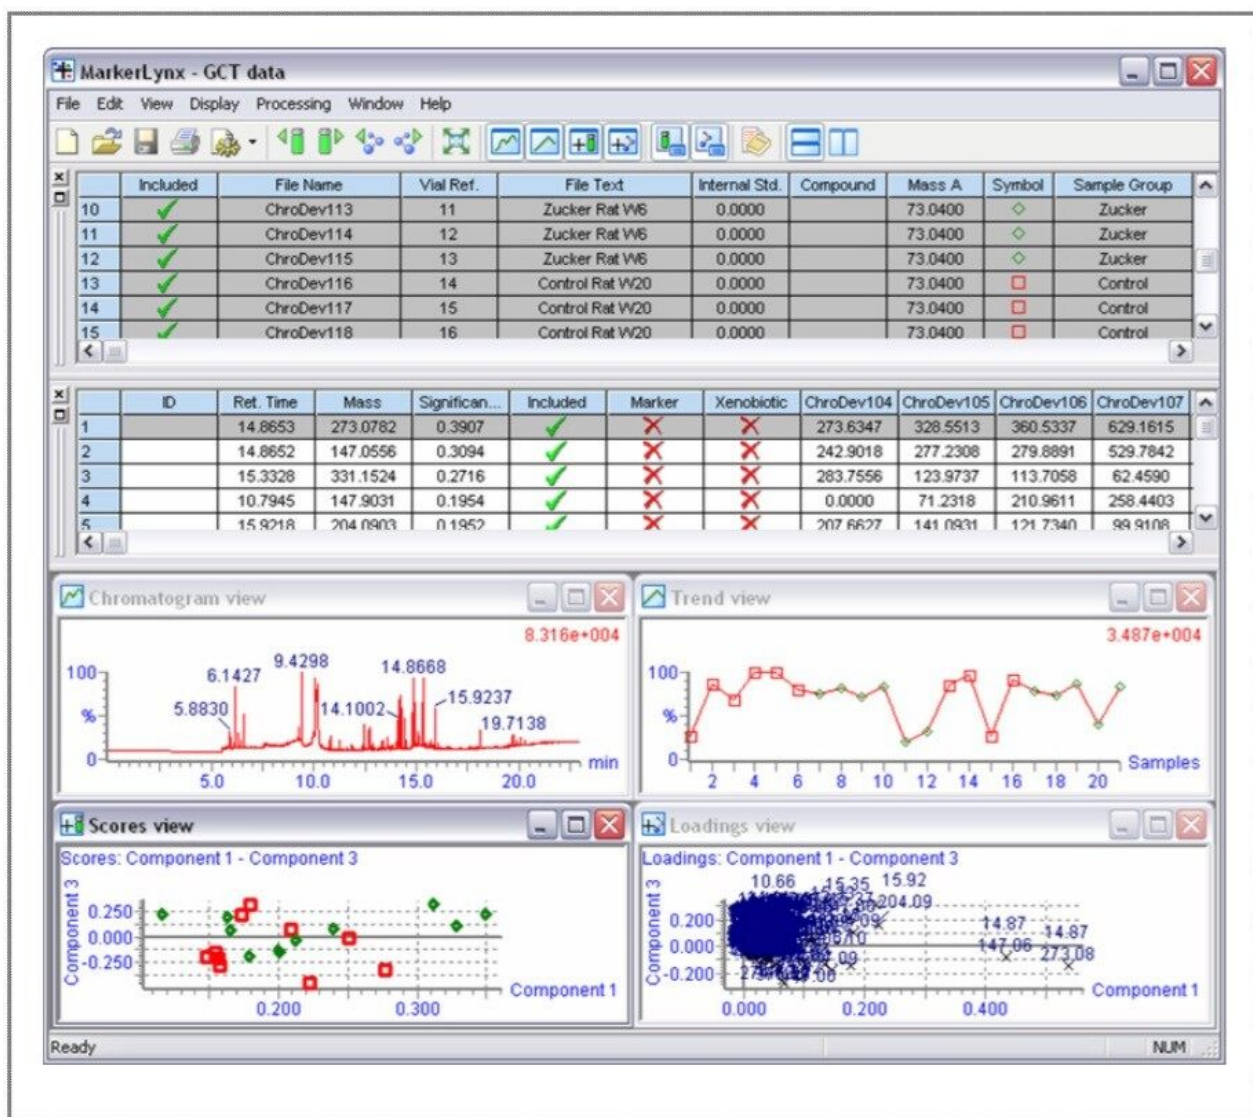 MarkerLynx - GCT data
File Edit View Display Processing Window Help
Included File Name Vial Ref. File Text Internal Std. Compound Mass A Symbol Sample Group
10 ChroDev113 11 Zucker Rat W6 0.0000 73.0400 Zucker
11 ChroDev114 12 Zucker Rat W6 0.0000 73.0400 Zucker
12 ChroDev115 13 Zucker Rat W6 0.0000 73.0400 Zucker
13 ChroDev116 14 Control Rat W20 0.0000 73.0400 Control
14 ChroDev117 15 Control Rat W20 0.0000 73.0400 Control
15 ChroDev118 16 Control Rat W20 0.0000 73.0400 Control
ID Ret. Time Mass Significan... Included Marker Xenobiotic ChroDev104 ChroDev105 ChroDev106 ChroDev107
1 14.8653 273.0782 0.3907 273.6347 328.5513 360.5337 629.1615
2 14.8652 147.0556 0.3094 242.9018 277.2308 279.8891 529.7842
3 15.3328 331.1524 0.2716 283.7556 123.9737 113.7058 62.4590
4 10.7945 147.9031 0.1954 0.0000 71.2318 210.9611 258.4403
5 15.9218 204.0903 0.1952 207.6627 141.0931 121.7340 99.9108
Chromatogram view
8.316e+004
100
%
0
5.8830 6.1427 9.4298 14.1002 14.8668 15.9237 19.7138
min
5.0 10.0 15.0 20.0
Trend view
3.487e+004
100
%
0
Samples
2 4 6 8 10 12 14 16 18 20
Scores view
Scores: Component 1 - Component 3
Component 3
0.250
0.000
-0.250
Component 1
0.200 0.300
Loadings view
Loadings: Component 1 - Component 3
Component 3
10.66 15.35 15.92
204.09
0.200
14.87 14.87
0.000
147.06 273.08
-0.200
Component 1
0.000 0.200 0.400
Ready NUM